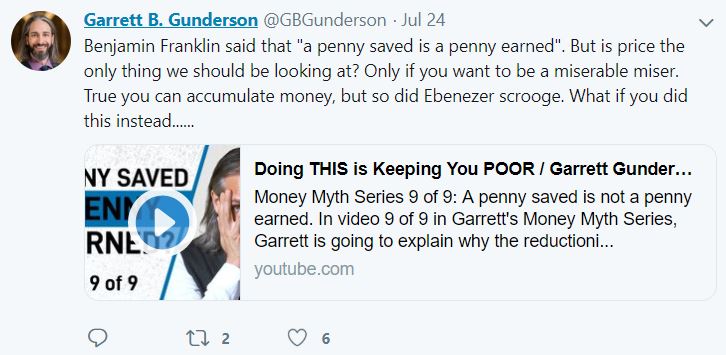 Garrett B. Gunderson @GBGunderson · Jul 24
Benjamin Franklin said that "a penny saved is a penny earned". But is price the
only thing we should be looking at? Only if you want to be a miserable miser.
True you can accumulate money, but so did Ebenezer scrooge. What if you did
this instead......
NY SAVED
ENNY
RNED?
9 of 9
Doing THIS is Keeping You POOR / Garrett Gunder...
Money Myth Series 9 of 9: A penny saved is not a penny
earned. In video 9 of 9 in Garrett's Money Myth Series,
Garrett is going to explain why the reductioni...
youtube.com
2
6